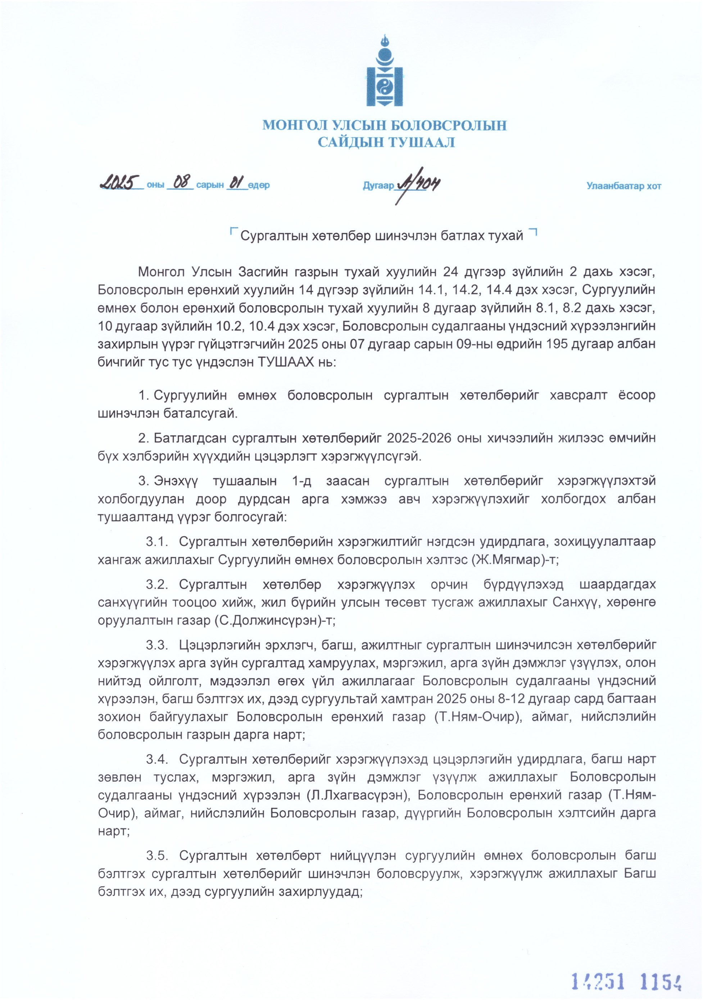 МОНГОЛ УЛСЫН БОЛОВСРОЛЫН
САЙДЫН ТУШААЛ
2025 оны 08 сарын 01 өдөр Дугаар А/404 Улаанбаатар хот
Сургалтын хөтөлбөр шинэчлэн батлах тухай
Монгол Улсын Засгийн газрын тухай хуулийн 24 дүгээр зүйлийн 2 дахь хэсэг,
Боловсролын ерөнхий хуулийн 14 дүгээр зүйлийн 14.1, 14.2, 14.4 дэх хэсэг, Сургуулийн
өмнөх болон ерөнхий боловсролын тухай хуулийн 8 дугаар зүйлийн 8.1, 8.2 дахь хэсэг,
10 дугаар зүйлийн 10.2, 10.4 дэх хэсэг, Боловсролын судалгааны үндэсний хүрээлэнгийн
захирлын үүрэг гүйцэтгэгчийн 2025 оны 07 дугаар сарын 09-ны өдрийн 195 дугаар албан
бичгийг тус тус үндэслэн ТУШААХ нь:
1. Сургуулийн өмнөх боловсролын сургалтын хөтөлбөрийг хавсралт ёсоор
шинэчлэн баталсугай.
2. Батлагдсан сургалтын хөтөлбөрийг 2025-2026 оны хичээлийн жилээс өмчийн
бүх хэлбэрийн хүүхдийн цэцэрлэгт хэрэгжүүлсүгэй.
3. Энэхүү тушаалын 1-д заасан сургалтын хөтөлбөрийг хэрэгжүүлэхтэй
холбогдуулан доор дурдсан арга хэмжээ авч хэрэгжүүлэхийг холбогдох албан
тушаалтанд үүрэг болгосугай:
3.1. Сургалтын хөтөлбөрийн хэрэгжилтийг нэгдсэн удирдлага, зохицуулалтаар
хангаж ажиллахыг Сургуулийн өмнөх боловсролын хэлтэс (Ж.Мягмар)-т;
3.2. Сургалтын хөтөлбөр хэрэгжүүлэх орчин бүрдүүлэхэд шаардагдах
санхүүгийн тооцоо хийж, жил бүрийн улсын төсөвт тусгаж ажиллахыг Санхүү, хөрөнгө
оруулалтын газар (С.Должинсүрэн)-т;
3.3. Цэцэрлэгийн эрхлэгч, багш, ажилтныг сургалтын шинэчилсэн хөтөлбөрийг
хэрэгжүүлэх арга зүйн сургалтад хамруулах, мэргэжил, арга зүйн дэмжлэг үзүүлэх, олон
нийтэд ойлголт, мэдээлэл өгөх үйл ажиллагааг Боловсролын судалгааны үндэсний
хүрээлэн, багш бэлтгэх их, дээд сургуультай хамтран 2025 оны 8-12 дугаар сард багтаан
зохион байгуулахыг Боловсролын ерөнхий газар (Т.Ням-Очир), аймаг, нийслэлийн
боловсролын газрын дарга нарт;
3.4. Сургалтын хөтөлбөрийг хэрэгжүүлэхэд цэцэрлэгийн удирдлага, багш нарт
зөвлөн туслах, мэргэжил, арга зүйн дэмжлэг үзүүлж ажиллахыг Боловсролын
судалгааны үндэсний хүрээлэн (Л.Лхагвасүрэн), Боловсролын ерөнхий газар (Т.Ням-
Очир), аймаг, нийслэлийн Боловсролын газар, дүүргийн Боловсролын хэлтсийн дарга
нарт;
3.5. Сургалтын хөтөлбөрт нийцүүлэн сургуулийн өмнөх боловсролын багш
бэлтгэх сургалтын хөтөлбөрийг шинэчлэн боловсруулж, хэрэгжүүлж ажиллахыг Багш
бэлтгэх их, дээд сургуулийн захирлуудад;
14251 1154